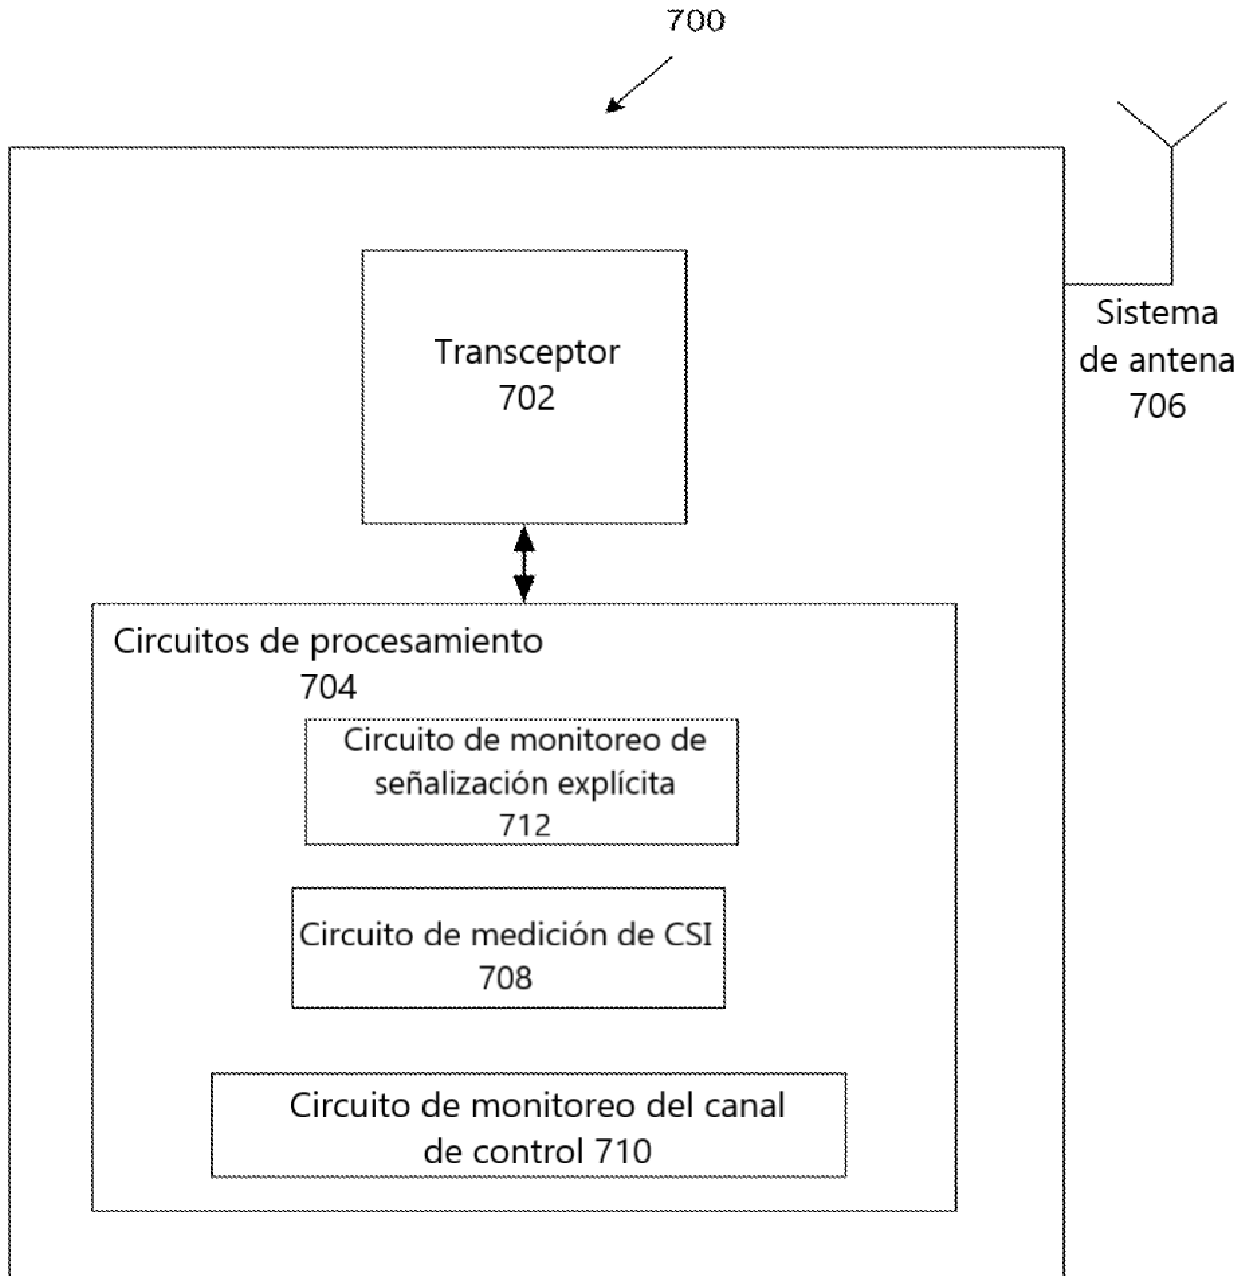 700
Transceptor
702
Sistema
de antena
706
Circuitos de procesamiento
704
Circuito de monitoreo de
señalización explícita
712
Circuito de medición de CSI
708
Circuito de monitoreo del canal
de control 710